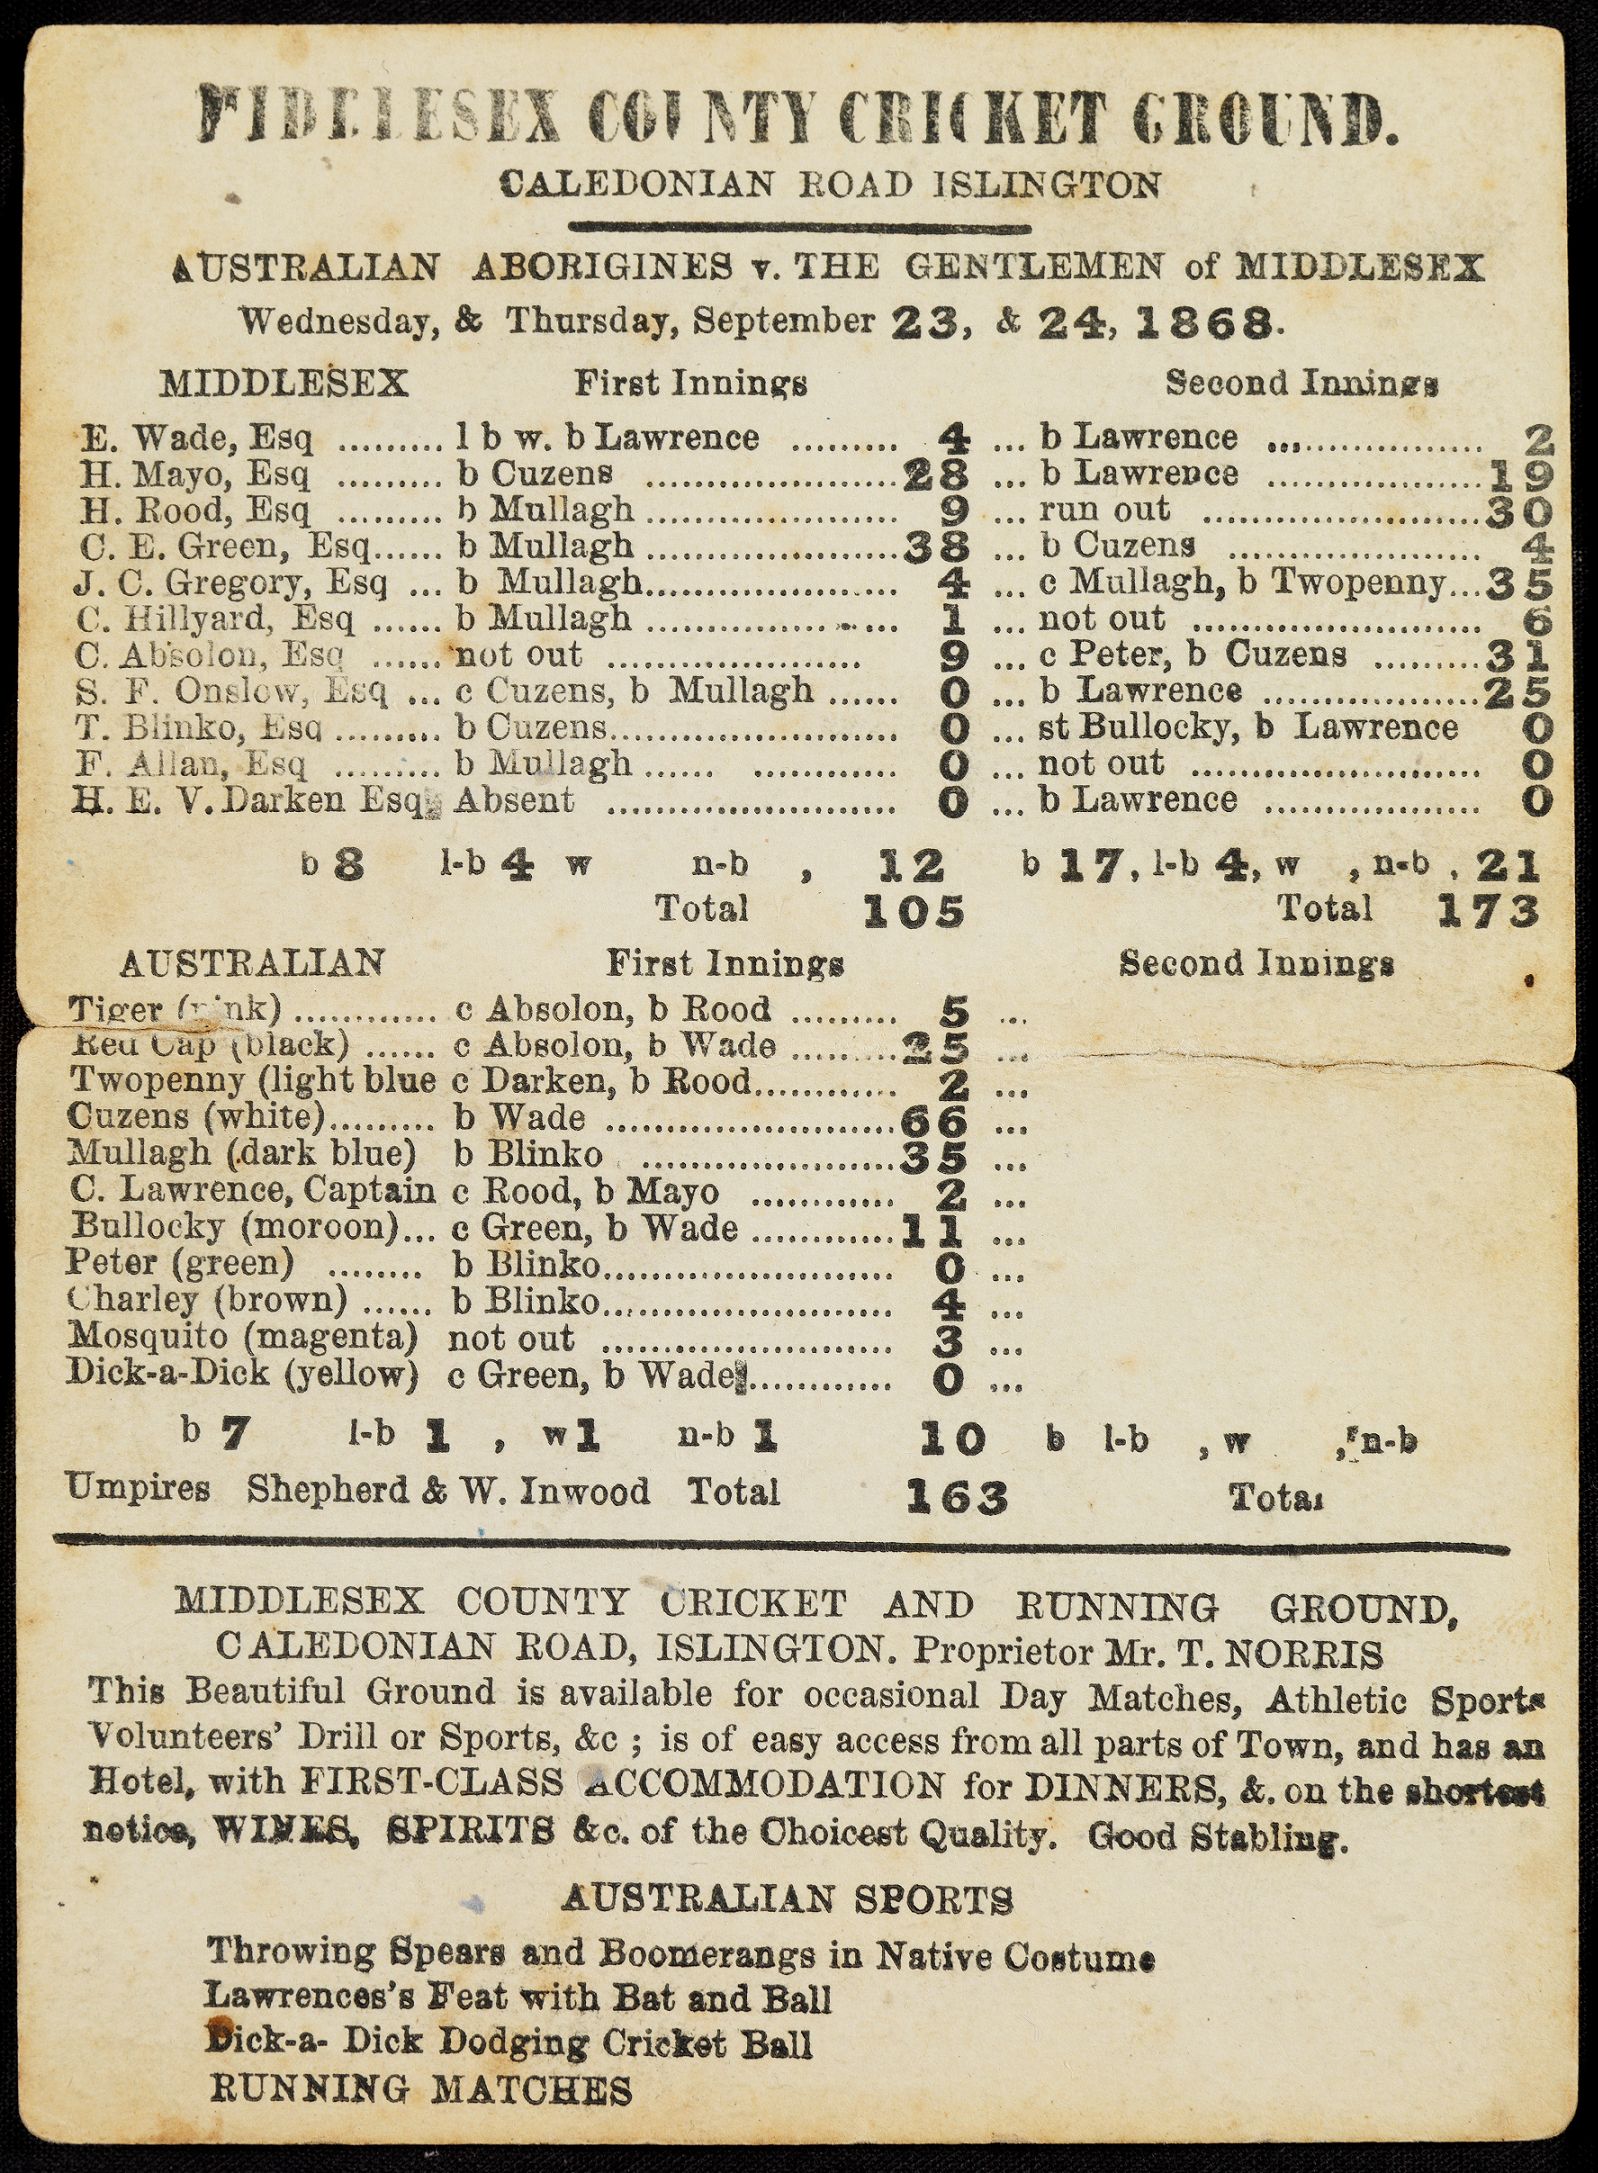 MIDDLESEX COUNTY CRICKET GROUND.
CALEDONIAN ROAD ISLINGTON
AUSTRALIAN ABORIGINES v. THE GENTLEMEN of MIDDLESEX
Wednesday, & Thursday, September 23, & 24, 1868.
MIDDLESEX First Innings Second Innings
E. Wade, Esq ......... l b w. b Lawrence ......... 4 ... b Lawrence .................. 2
H. Mayo, Esq ......... b Cuzens .....................28 ... b Lawrence ..................19
H. Rood, Esq ......... b Mullagh ..................... 9 ... run out .......................30
C. E. Green, Esq...... b Mullagh .....................38 ... b Cuzens ..................... 4
J. C. Gregory, Esq ... b Mullagh..................... 4 ... c Mullagh, b Twopenny...35
C. Hillyard, Esq ...... b Mullagh ..................... 1 ... not out ........................ 6
C. Absolon, Esq ...... not out ..................... 9 ... c Peter, b Cuzens .........31
S. F. Onslow, Esq ... c Cuzens, b Mullagh ...... 0 ... b Lawrence ..................25
T. Blinko, Esq ......... b Cuzens........................ 0 ... st Bullocky, b Lawrence 0
F. Allan, Esq ......... b Mullagh ...... ............ 0 ... not out ........................ 0
H. E. V. Darken Esq Absent ........................ 0 ... b Lawrence .................. 0
b 8 l-b 4 w n-b , 12 b 17, l-b 4, w , n-b , 21
Total 105 Total 173
AUSTRALIAN First Innings Second Innings
Tiger (pink) ............ c Absolon, b Rood ......... 5 ...
Red Cap (black) ...... c Absolon, b Wade .........25 ...
Twopenny (light blue c Darken, b Rood............ 2 ...
Cuzens (white)......... b Wade ........................66 ...
Mullagh (dark blue) b Blinko .....................35 ...
C. Lawrence, Captain c Rood, b Mayo ............ 2 ...
Bullocky (moroon)... c Green, b Wade ............11 ...
Peter (green) ........ b Blinko........................ 0 ...
Charley (brown) ...... b Blinko........................ 4 ...
Mosquito (magenta) not out ........................ 3 ...
Dick-a-Dick (yellow) c Green, b Wade............ 0 ...
b 7 l-b 1 , w 1 n-b 1 10 b l-b , w , n-b
Umpires Shepherd & W. Inwood Total 163 Total
MIDDLESEX COUNTY CRICKET AND RUNNING GROUND,
CALEDONIAN ROAD, ISLINGTON. Proprietor Mr. T. NORRIS
This Beautiful Ground is available for occasional Day Matches, Athletic Sports
Volunteers' Drill or Sports, &c ; is of easy access from all parts of Town, and has an
Hotel, with FIRST-CLASS ACCOMMODATION for DINNERS, &. on the shortest
notice, WINES, SPIRITS &c. of the Choicest Quality. Good Stabling.
AUSTRALIAN SPORTS
Throwing Spears and Boomerangs in Native Costume
Lawrences's Feat with Bat and Ball
Dick-a- Dick Dodging Cricket Ball
RUNNING MATCHES